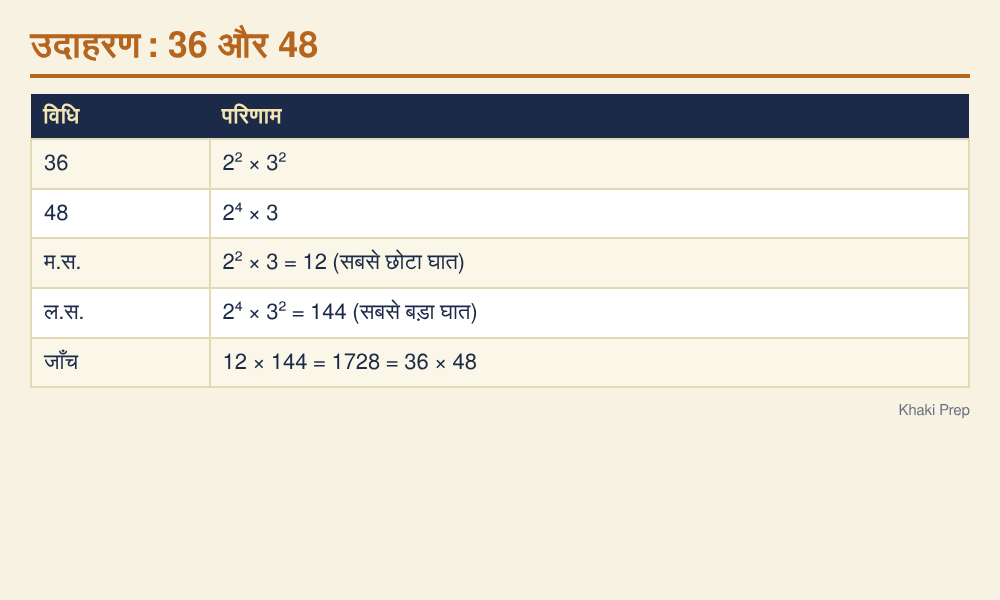 उदाहरण : 36 और 48
विधि परिणाम
36 2² × 3²
48 2⁴ × 3
म.स. 2² × 3 = 12 (सबसे छोटा घात)
ल.स. 2⁴ × 3² = 144 (सबसे बड़ा घात)
जाँच 12 × 144 = 1728 = 36 × 48
Khaki Prep